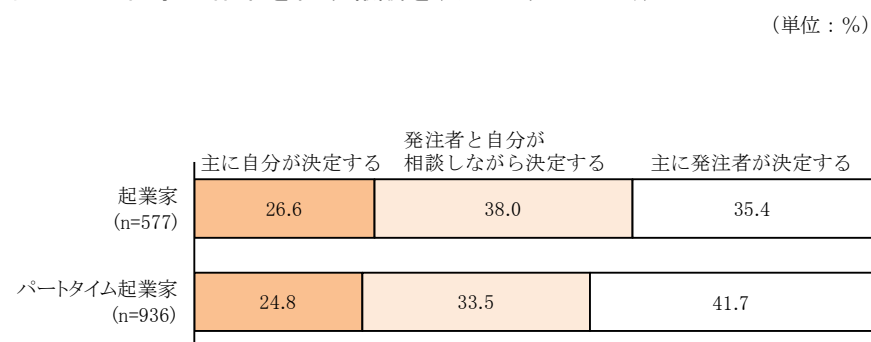 (単位：%)
発注者と自分が
主に自分が決定する 相談しながら決定する 主に発注者が決定する
起業家
(n=577)
26.6 38.0 35.4
パートタイム起業家
(n=936)
24.8 33.5 41.7